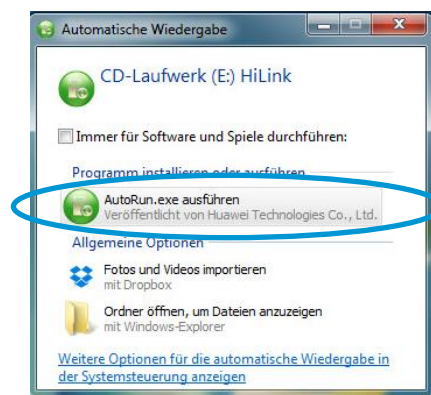 Automatische Wiedergabe
CD-Laufwerk (E:) HiLink
Immer für Software und Spiele durchführen:
Programm installieren oder ausführen
AutoRun.exe ausführen
Veröffentlicht von Huawei Technologies Co., Ltd.
Allgemeine Optionen
Fotos und Videos importieren
mit Dropbox
Ordner öffnen, um Dateien anzuzeigen
mit Windows-Explorer
Weitere Optionen für die automatische Wiedergabe in
der Systemsteuerung anzeigen